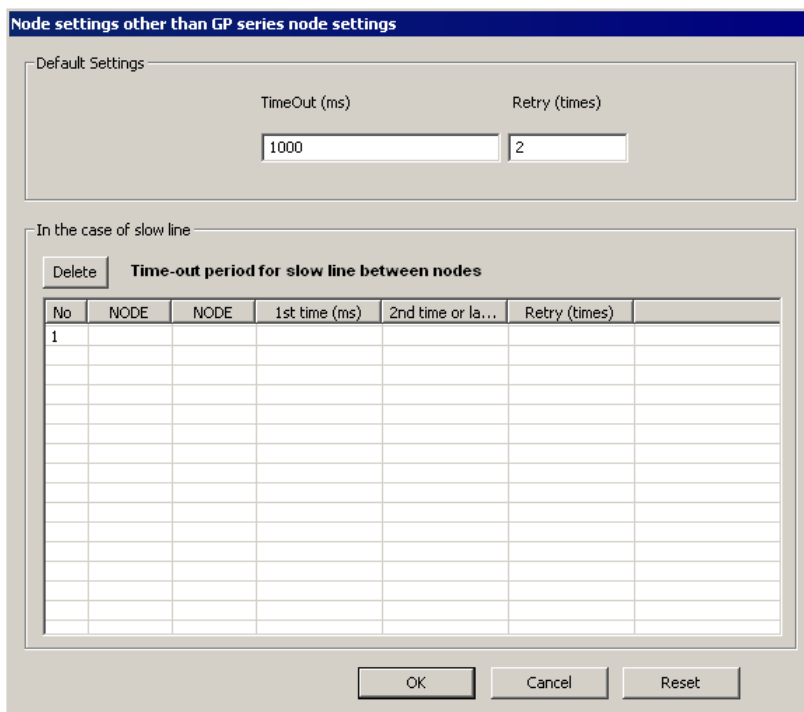 Node settings other than GP series node settings
Default Settings
TimeOut (ms) Retry (times)
1000 2
In the case of slow line
Delete Time-out period for slow line between nodes
No NODE NODE 1st time (ms) 2nd time or la... Retry (times)
1
OK Cancel Reset